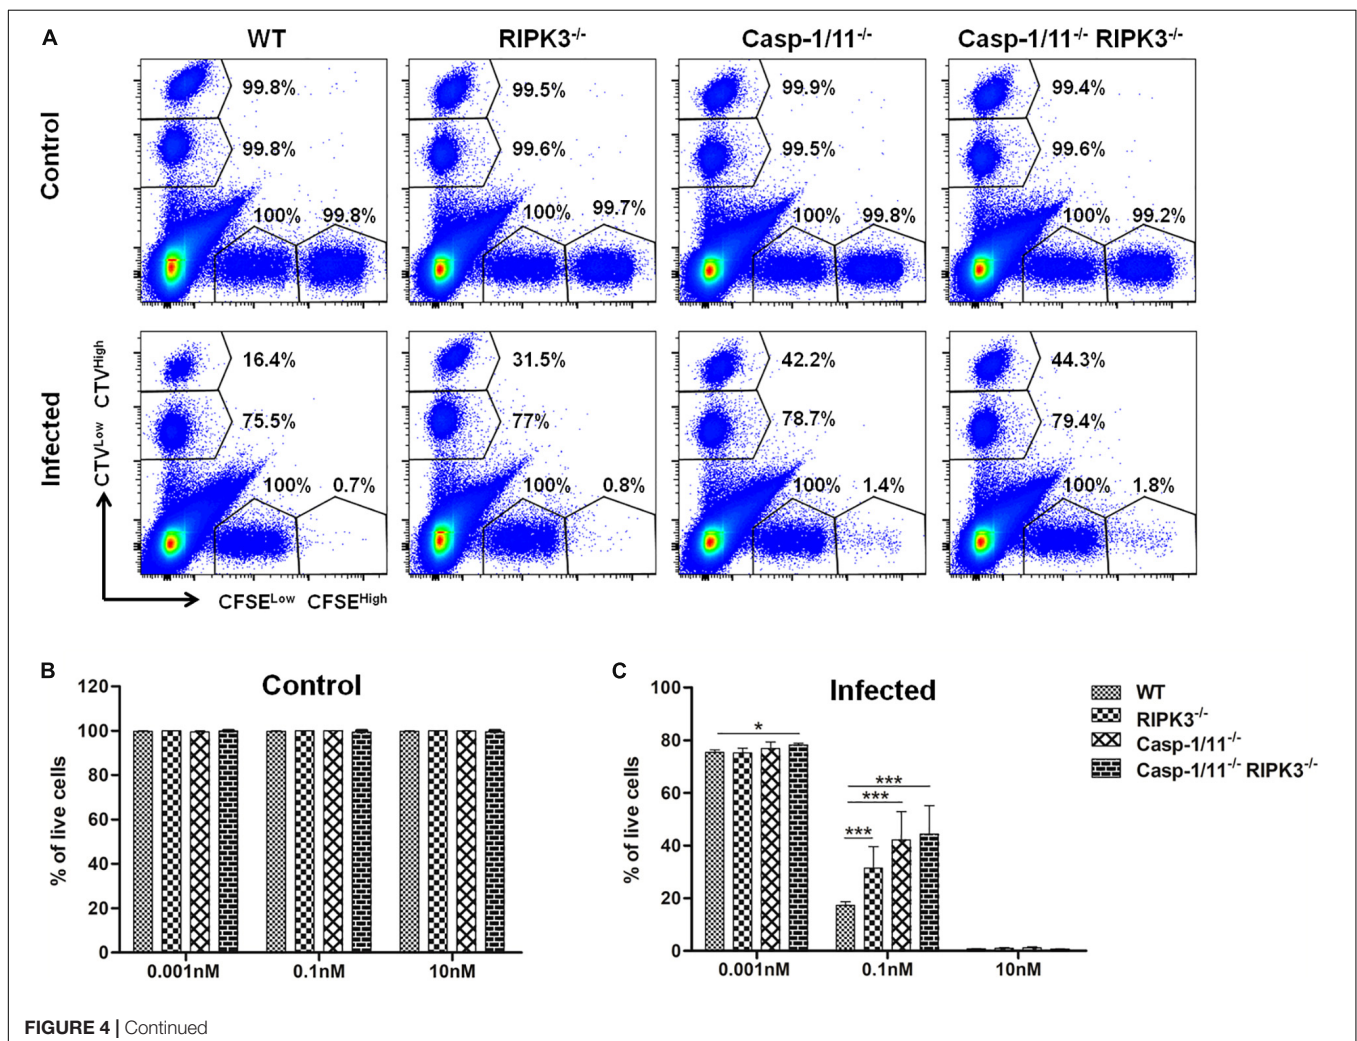 A
WT RIPK3-/- Casp-1/11-/- Casp-1/11-/- RIPK3-/-
Control
99.8% 99.5% 99.9% 99.4%
99.8% 99.6% 99.5% 99.6%
100% 99.8% 100% 99.7% 100% 99.8% 100% 99.2%
Infected
CTVLow CTVHigh
16.4% 31.5% 42.2% 44.3%
75.5% 77% 78.7% 79.4%
100% 0.7% 100% 0.8% 100% 1.4% 100% 1.8%
CFSELow CFSEHigh
B
Control
% of live cells
120
100
80
60
40
20
0
0.001nM 0.1nM 10nM
C
Infected
% of live cells
100
80
60
40
20
0
*
***
***
***
0.001nM 0.1nM 10nM
WT
RIPK3-/-
Casp-1/11-/-
Casp-1/11-/- RIPK3-/-
FIGURE 4 | Continued